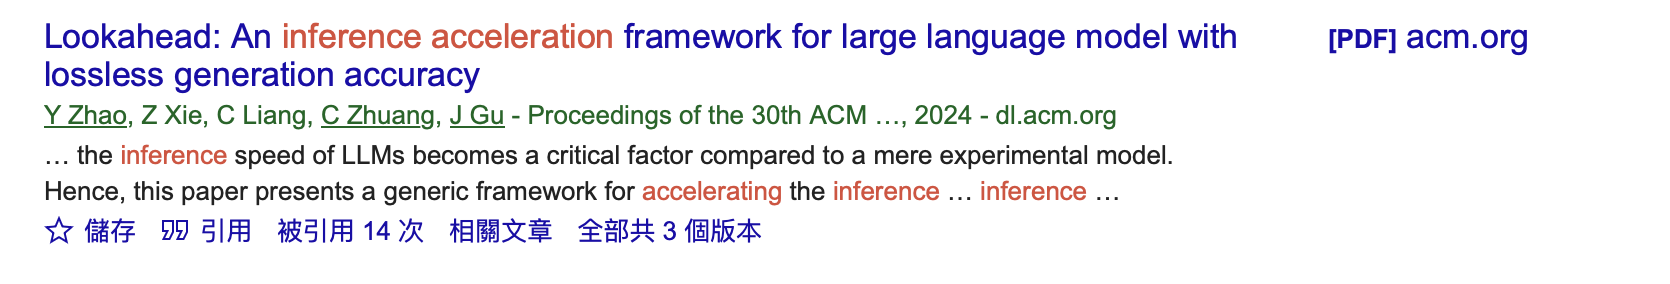 Lookahead: An inference acceleration framework for large language model with
lossless generation accuracy
[PDF] acm.org
Y Zhao, Z Xie, C Liang, C Zhuang, J Gu - Proceedings of the 30th ACM …, 2024 - dl.acm.org
… the inference speed of LLMs becomes a critical factor compared to a mere experimental model.
Hence, this paper presents a generic framework for accelerating the inference … inference …
儲存 引用 被引用 14 次 相關文章 全部共 3 個版本